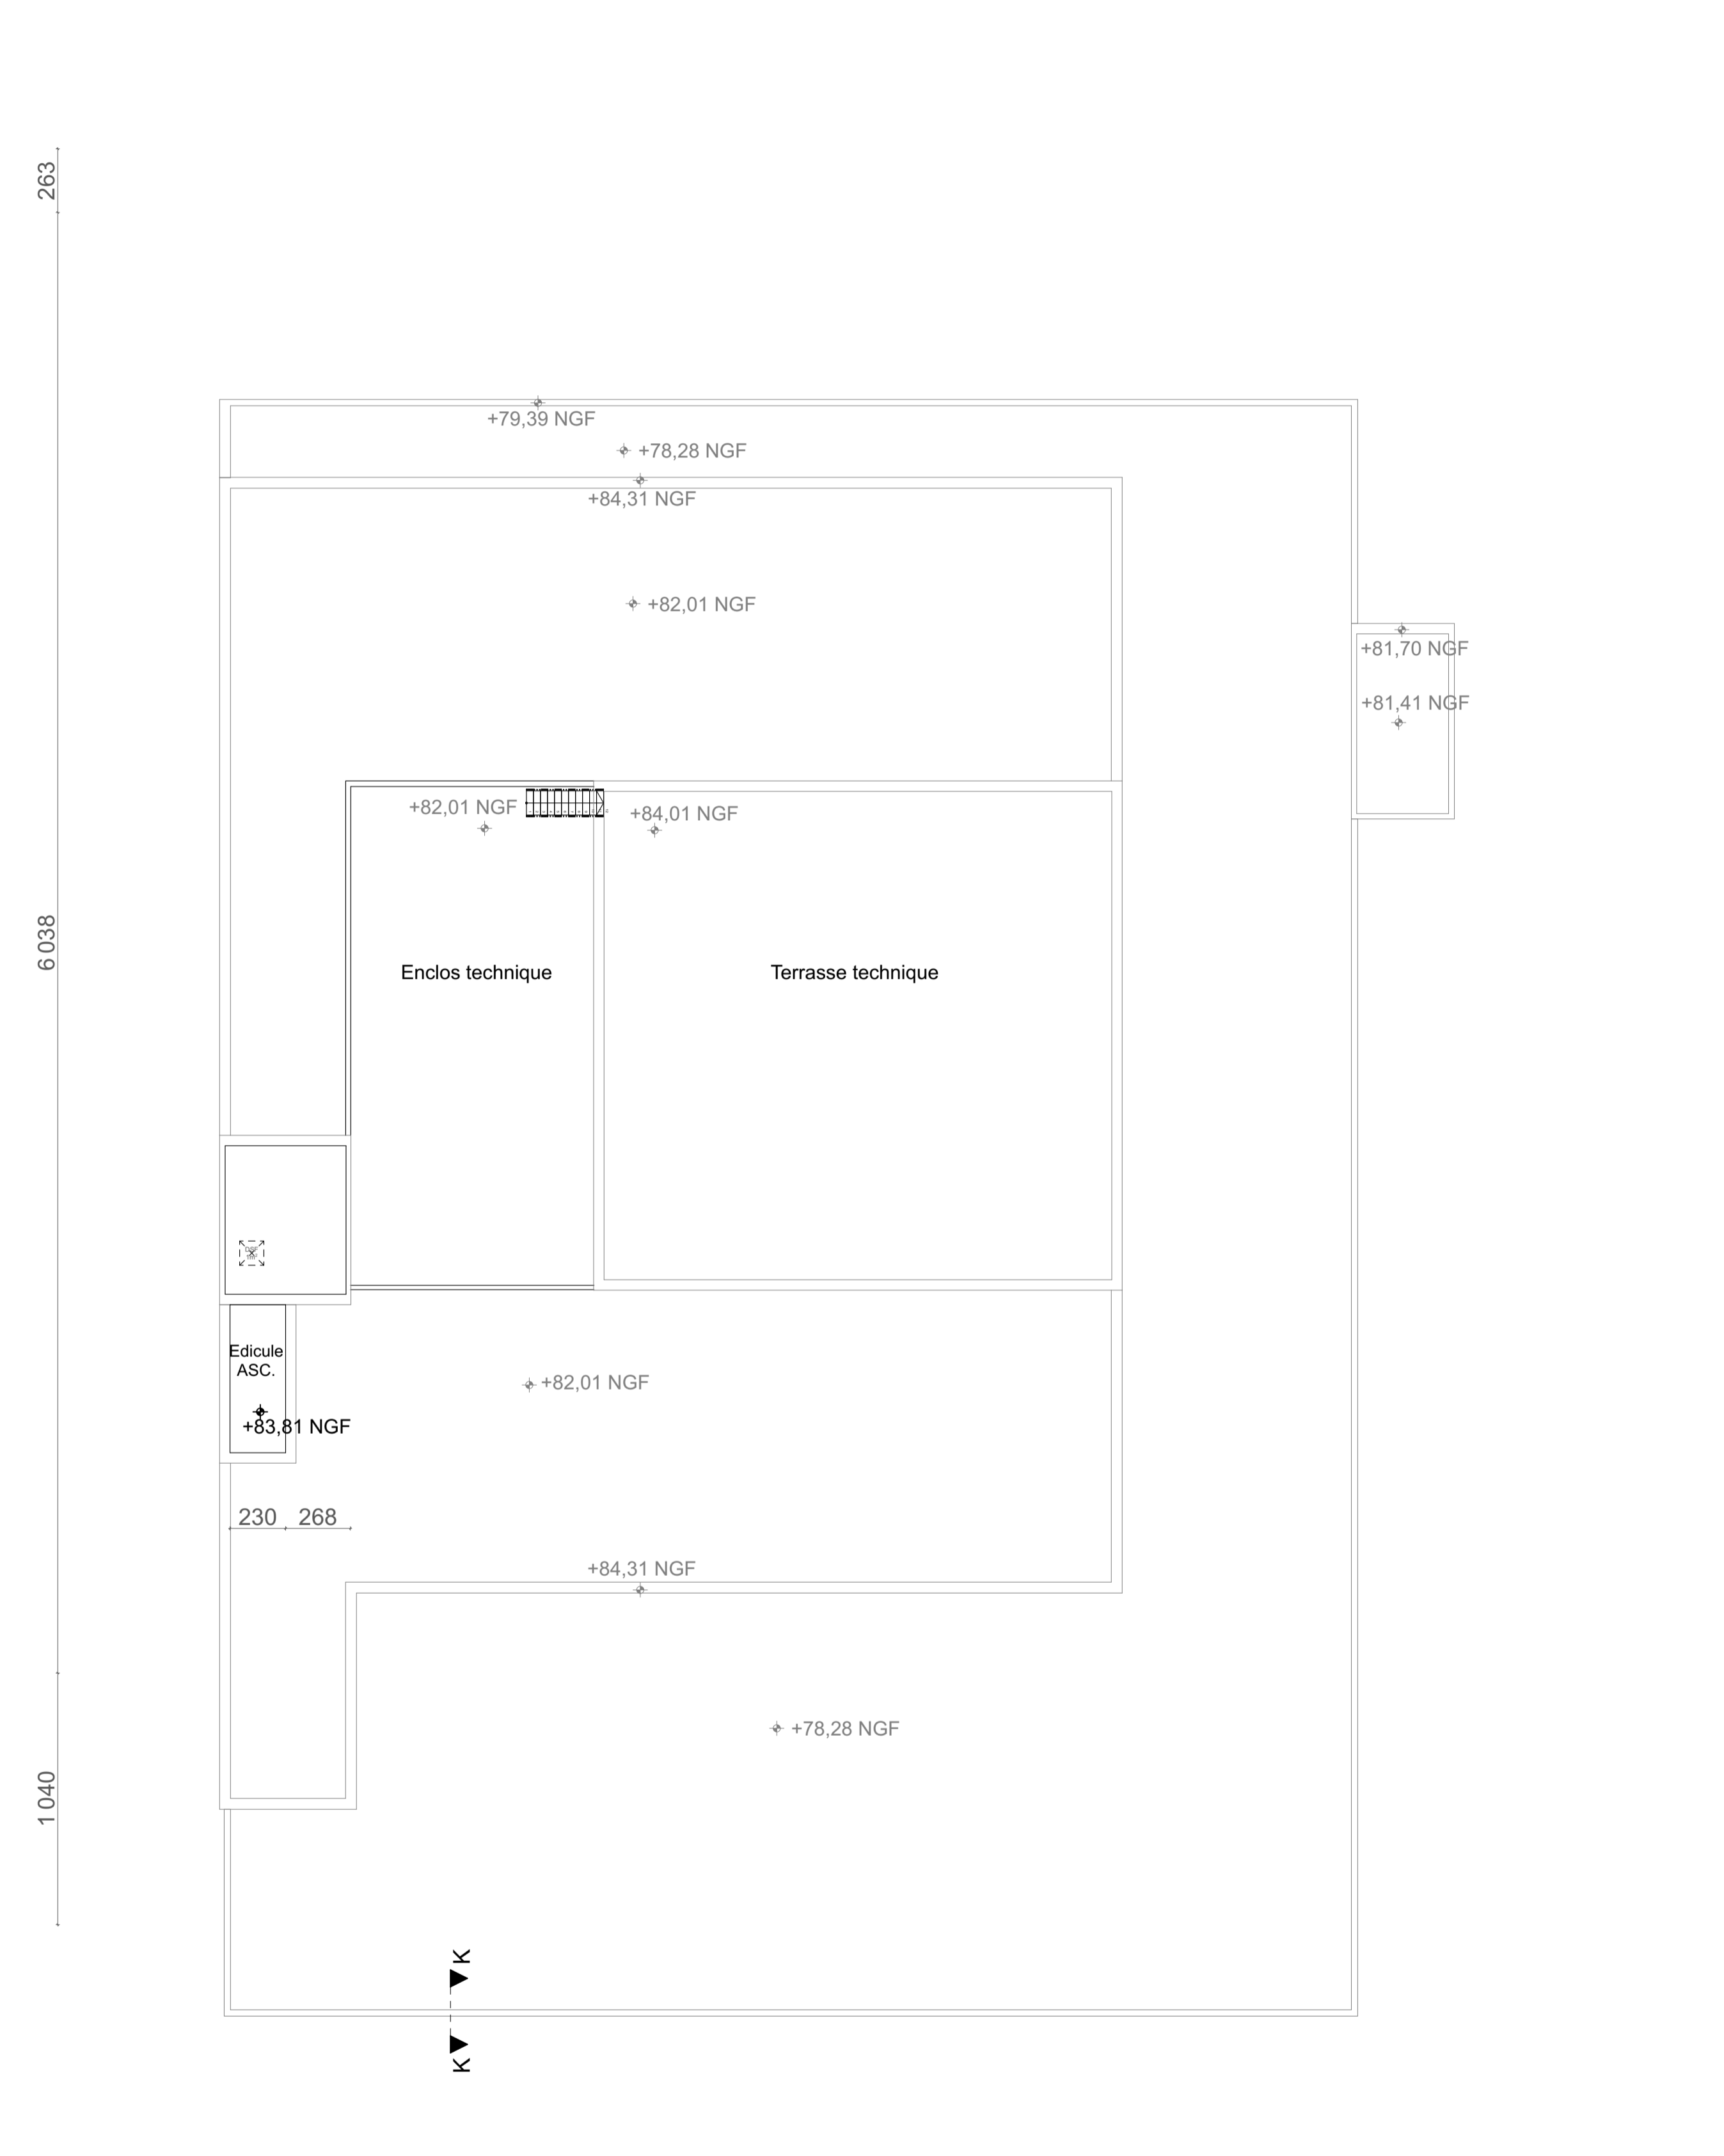 263
+79,39 NGF
+78,28 NGF
+84,31 NGF
+82,01 NGF
+81,70 NGF
+81,41 NGF
+82,01 NGF
+84,01 NGF
6 038
Enclos technique
Terrasse technique
Edicule
ASC.
+82,01 NGF
+83,81 NGF
230
268
+84,31 NGF
+78,28 NGF
1 040
K
K